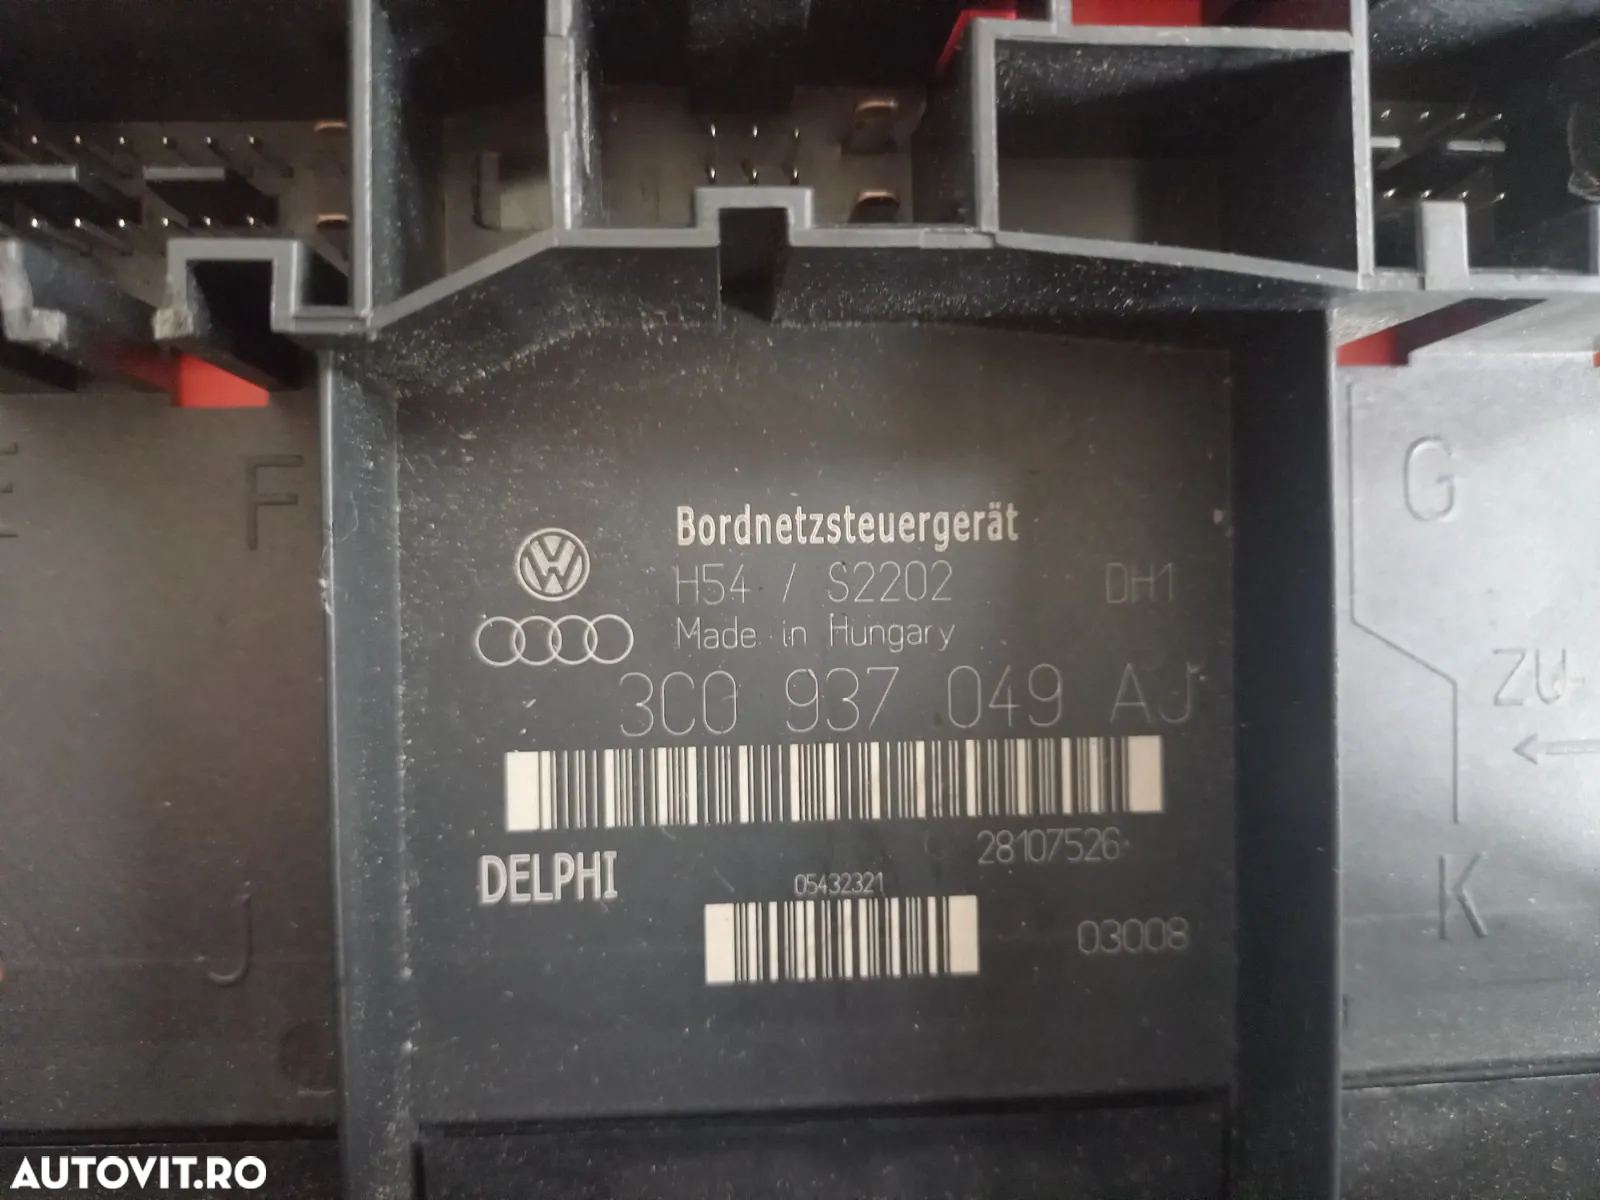 F
G
Bordnetzsteuergerät
H54 / S2202 DH1
Made in Hungary
3C0 937 049 AJ
ZU
28107526
DELPHI
05432321
03008
J
K
AUTOVIT.RO